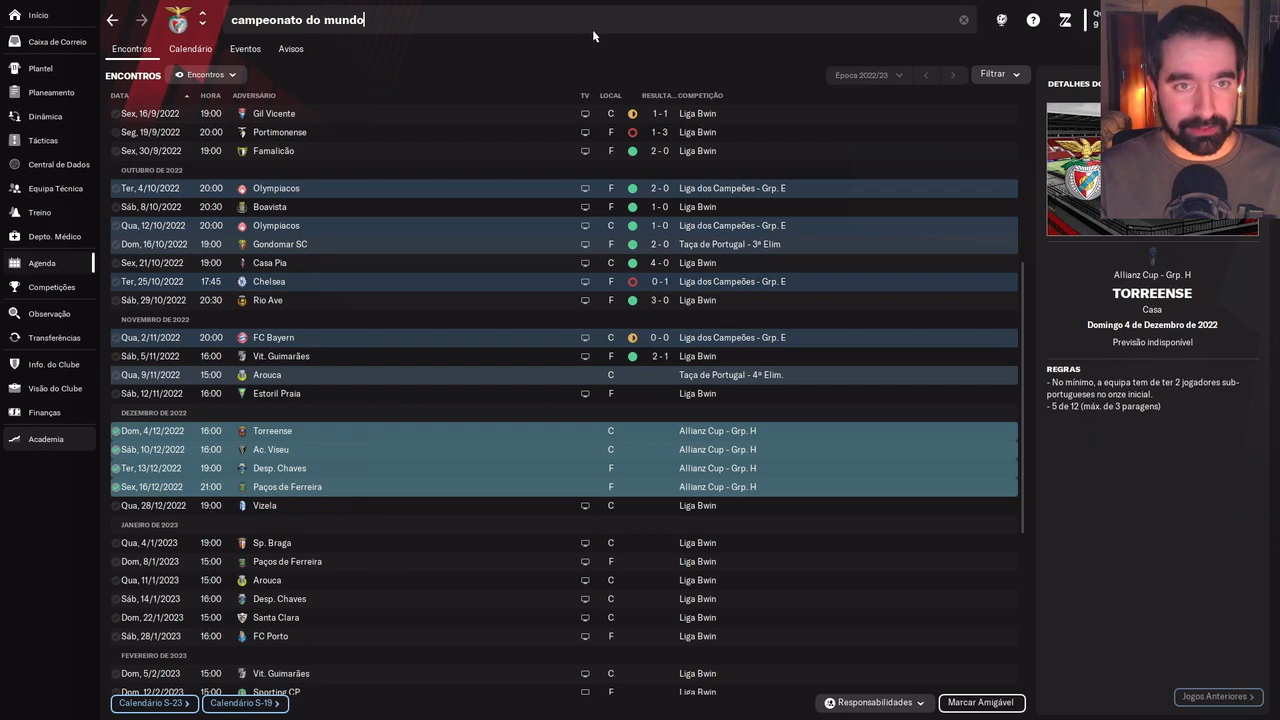 Início
Caixa de Correio
Plantel
Planeamento
Dinâmica
Tácticas
Central de Dados
Equipa Técnica
Treino
Depto. Médico
Agenda
Competições
Observação
Transferências
Info. do Clube
Visão do Clube
Finanças
Academia
campeonato do mundo
Encontros Calendário Eventos Avisos
ENCONTROS Encontros Época 2022/23 Filtrar
DATA HORA ADVERSÁRIO TV LOCAL RESULTA... COMPETIÇÃO
Sex, 16/9/2022 19:00 Gil Vicente C 1 - 1 Liga Bwin
Seg, 19/9/2022 20:00 Portimonense F 1 - 3 Liga Bwin
Sex, 30/9/2022 19:00 Famalicão F 2 - 0 Liga Bwin
OUTUBRO DE 2022
Ter, 4/10/2022 20:00 Olympiacos F 2 - 0 Liga dos Campeões - Grp. E
Sáb, 8/10/2022 20:30 Boavista F 1 - 0 Liga Bwin
Qua, 12/10/2022 20:00 Olympiacos C 1 - 0 Liga dos Campeões - Grp. E
Dom, 16/10/2022 19:00 Gondomar SC F 2 - 0 Taça de Portugal - 3ª Elim
Sex, 21/10/2022 19:00 Casa Pia C 4 - 0 Liga Bwin
Ter, 25/10/2022 17:45 Chelsea F 0 - 1 Liga dos Campeões - Grp. E
Sáb, 29/10/2022 20:30 Rio Ave F 3 - 0 Liga Bwin
NOVEMBRO DE 2022
Qua, 2/11/2022 20:00 FC Bayern C 0 - 0 Liga dos Campeões - Grp. E
Sáb, 5/11/2022 16:00 Vit. Guimarães F 2 - 1 Liga Bwin
Qua, 9/11/2022 15:00 Arouca C Taça de Portugal - 4ª Elim.
Sáb, 12/11/2022 16:00 Estoril Praia F Liga Bwin
DEZEMBRO DE 2022
Dom, 4/12/2022 16:00 Torreense C Allianz Cup - Grp. H
Sáb, 10/12/2022 16:00 Ac. Viseu C Allianz Cup - Grp. H
Ter, 13/12/2022 19:00 Desp. Chaves F Allianz Cup - Grp. H
Sex, 16/12/2022 21:00 Paços de Ferreira F Allianz Cup - Grp. H
Qua, 28/12/2022 19:00 Vizela C Liga Bwin
JANEIRO DE 2023
Qua, 4/1/2023 19:00 Sp. Braga C Liga Bwin
Dom, 8/1/2023 15:00 Paços de Ferreira F Liga Bwin
Qua, 11/1/2023 15:00 Arouca C Liga Bwin
Sáb, 14/1/2023 16:00 Desp. Chaves F Liga Bwin
Dom, 22/1/2023 15:00 Santa Clara C Liga Bwin
Sáb, 28/1/2023 16:00 FC Porto F Liga Bwin
FEVEREIRO DE 2023
Dom, 5/2/2023 15:00 Vit. Guimarães C Liga Bwin
Dom, 12/2/2023 15:00 Sporting CP F Liga Bwin
Calendário S-23 Calendário S-19 Responsabilidades Marcar Amigável
DETALHES DO
Allianz Cup - Grp. H
TORREENSE
Casa
Domingo 4 de Dezembro de 2022
Previsão indisponível
REGRAS
- No mínimo, a equipa tem de ter 2 jogadores sub-
portugueses no onze inicial.
- 5 de 12 (máx. de 3 paragens)
Jogos Anteriores